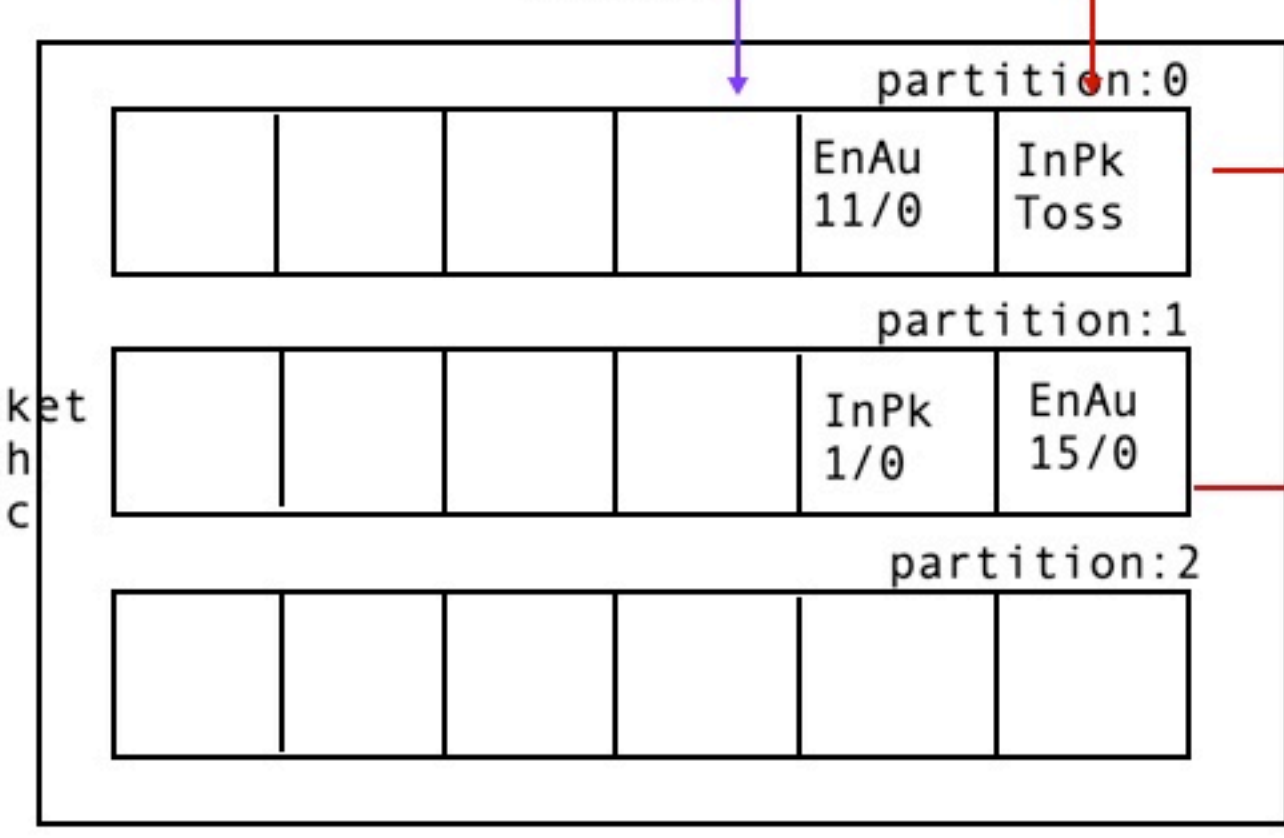 partition:0
EnAu
11/0
InPk
Toss
partition:1
ket
h
c
InPk
1/0
EnAu
15/0
partition:2